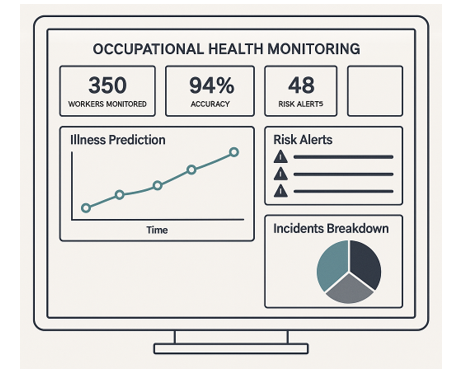 OCCUPATIONAL HEALTH MONITORING
350
WORKERS MONITORED
94%
ACCURACY
48
RISK ALERTS
Illness Prediction
Time
Risk Alerts
Incidents Breakdown